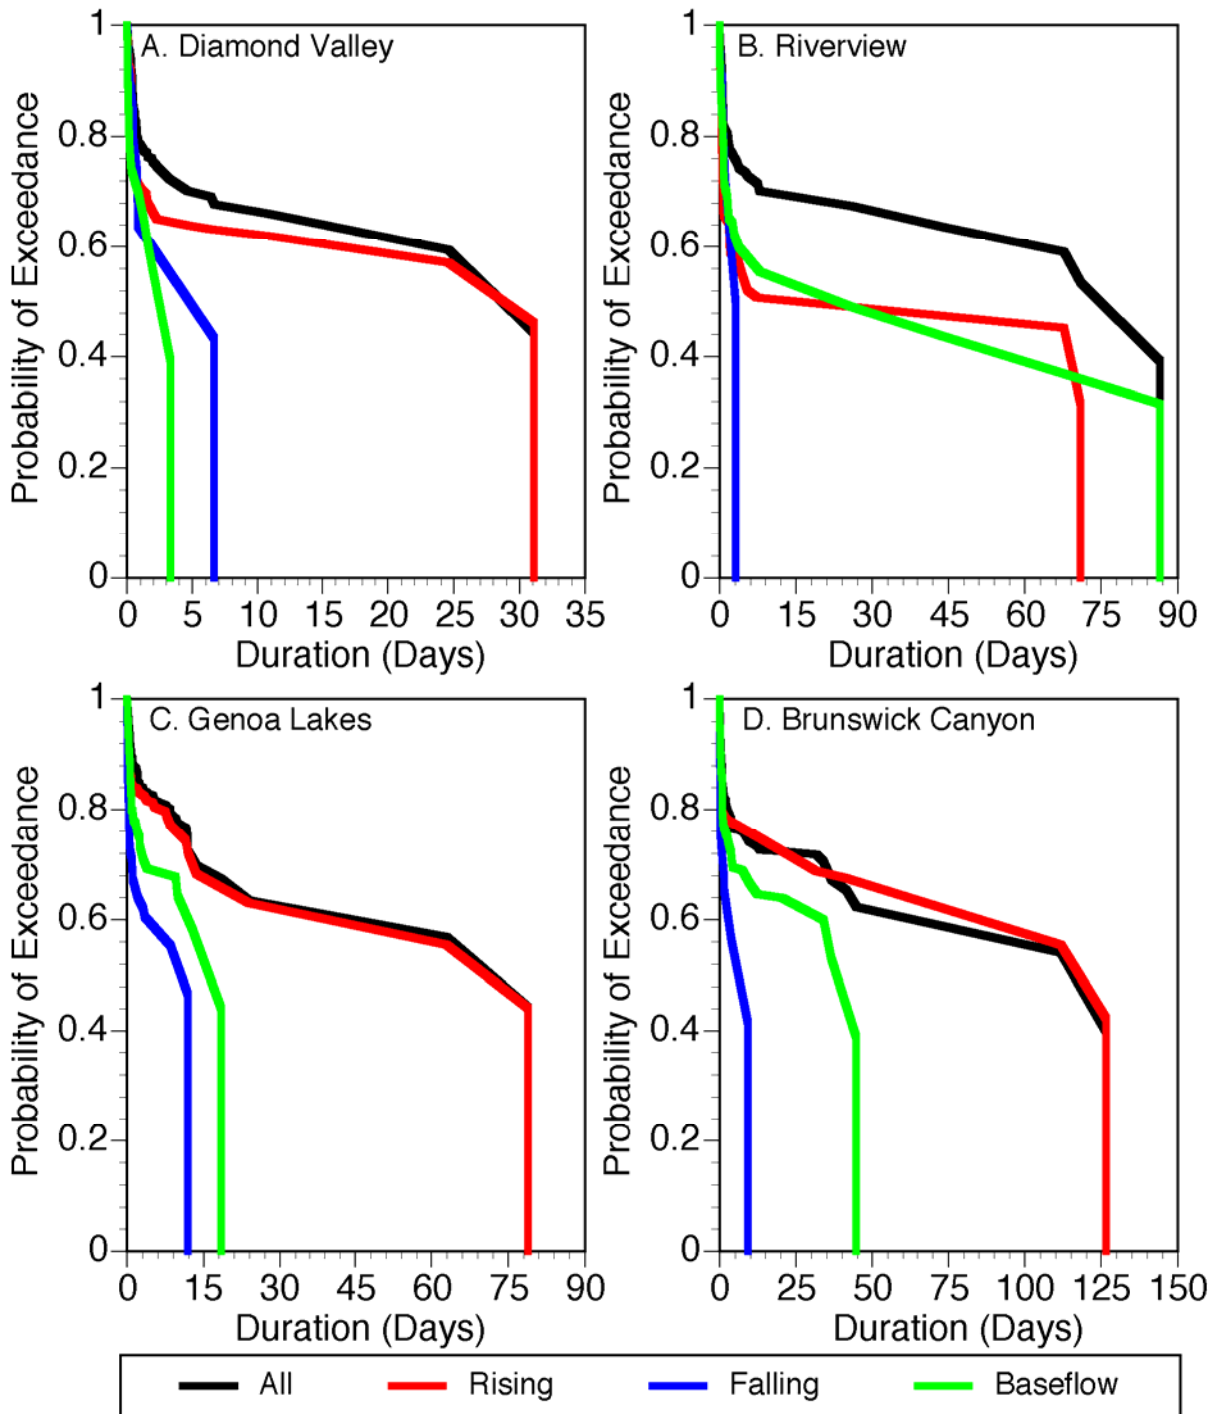 A. Diamond Valley
Probability of Exceedance
1
0.8
0.6
0.4
0.2
0
0 5 10 15 20 25 30 35
Duration (Days)
B. Riverview
Probability of Exceedance
1
0.8
0.6
0.4
0.2
0
0 15 30 45 60 75 90
Duration (Days)
C. Genoa Lakes
Probability of Exceedance
1
0.8
0.6
0.4
0.2
0
0 15 30 45 60 75 90
Duration (Days)
D. Brunswick Canyon
Probability of Exceedance
1
0.8
0.6
0.4
0.2
0
0 25 50 75 100 125 150
Duration (Days)
All Rising Falling Baseflow